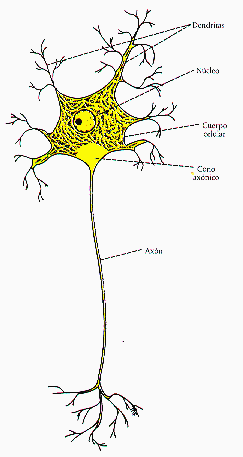 Dendritas
Núcleo
Cuerpo
celular
Cono
axónico
Axón